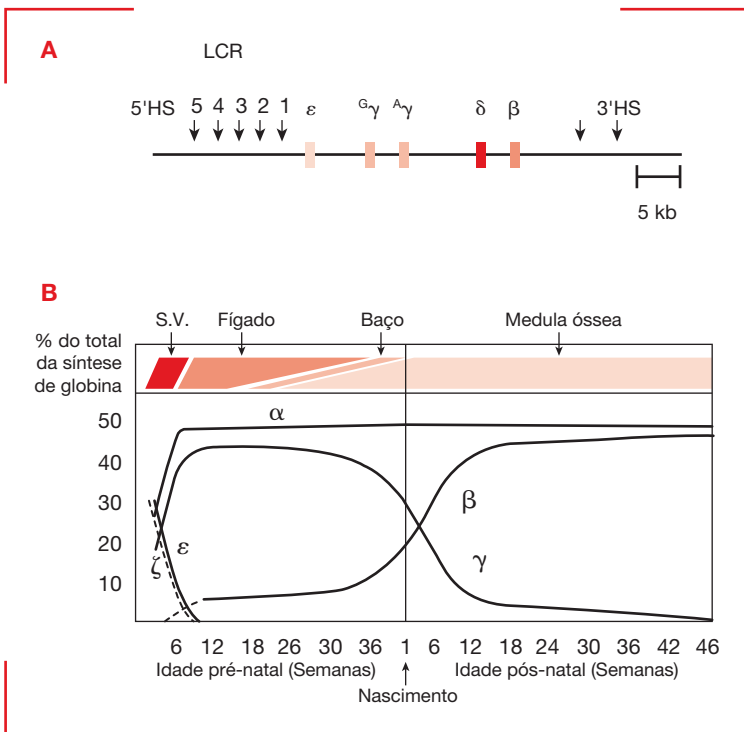 A
LCR
5'HS 5 4 3 2 1 ε Gγ Aγ δ β 3'HS
5 kb
B
S.V. Fígado Baço Medula óssea
% do total
da síntese
de globina
50
40
30
20
10
α
β
ε
ζ
γ
6 12 18 26 30 36 1 6 12 18 24 30 36 40 46
Idade pré-natal (Semanas) Idade pós-natal (Semanas)
Nascimento